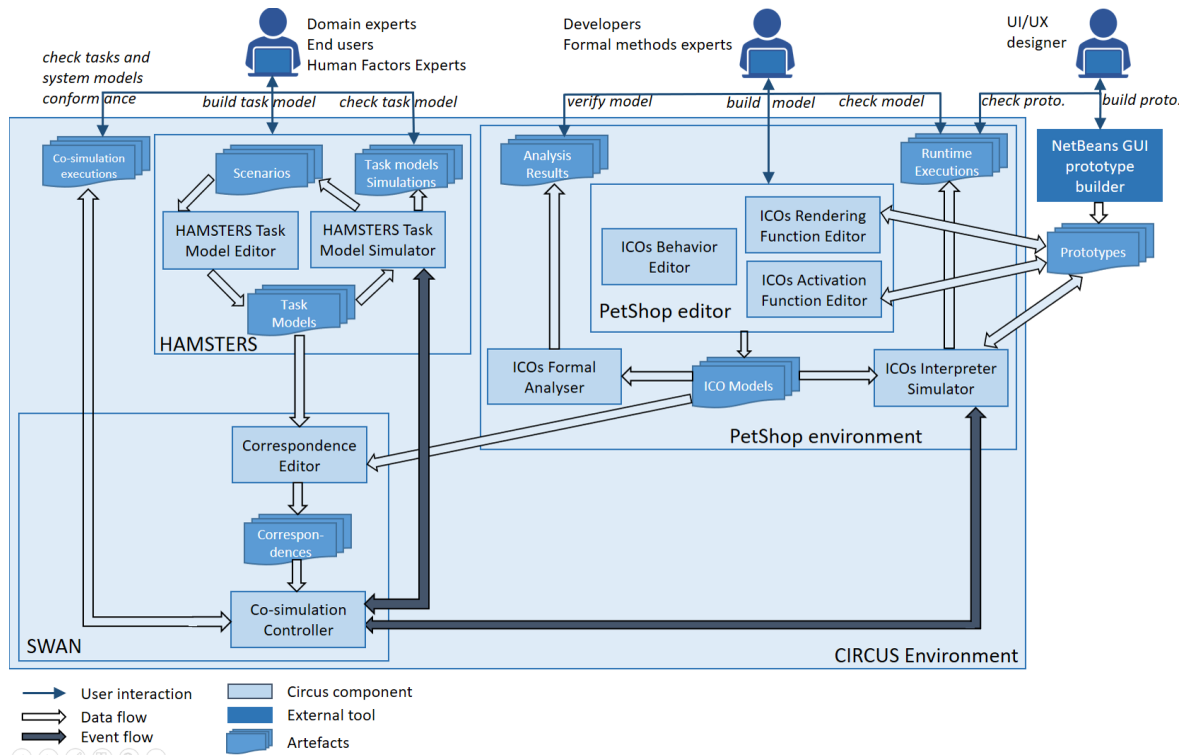 Domain experts
End users
Human Factors Experts
Developers
Formal methods experts
UI/UX
designer
check tasks and
system models
conform ance
build task model
check task model
verify model
build model
check model
check proto.
build proto.
Co-simulation
executions
Scenarios
Task models
Simulations
Analysis
Results
Runtime
Executions
NetBeans GUI
prototype
builder
HAMSTERS Task
Model Editor
HAMSTERS Task
Model Simulator
ICOs Behavior
Editor
ICOs Rendering
Function Editor
ICOs Activation
Function Editor
Prototypes
Task
Models
HAMSTERS
PetShop editor
ICOs Formal
Analyser
ICO Models
ICOs Interpreter
Simulator
PetShop environment
Correspondence
Editor
Correspon-
dences
Co-simulation
Controller
SWAN
CIRCUS Environment
User interaction
Data flow
Event flow
Circus component
External tool
Artefacts